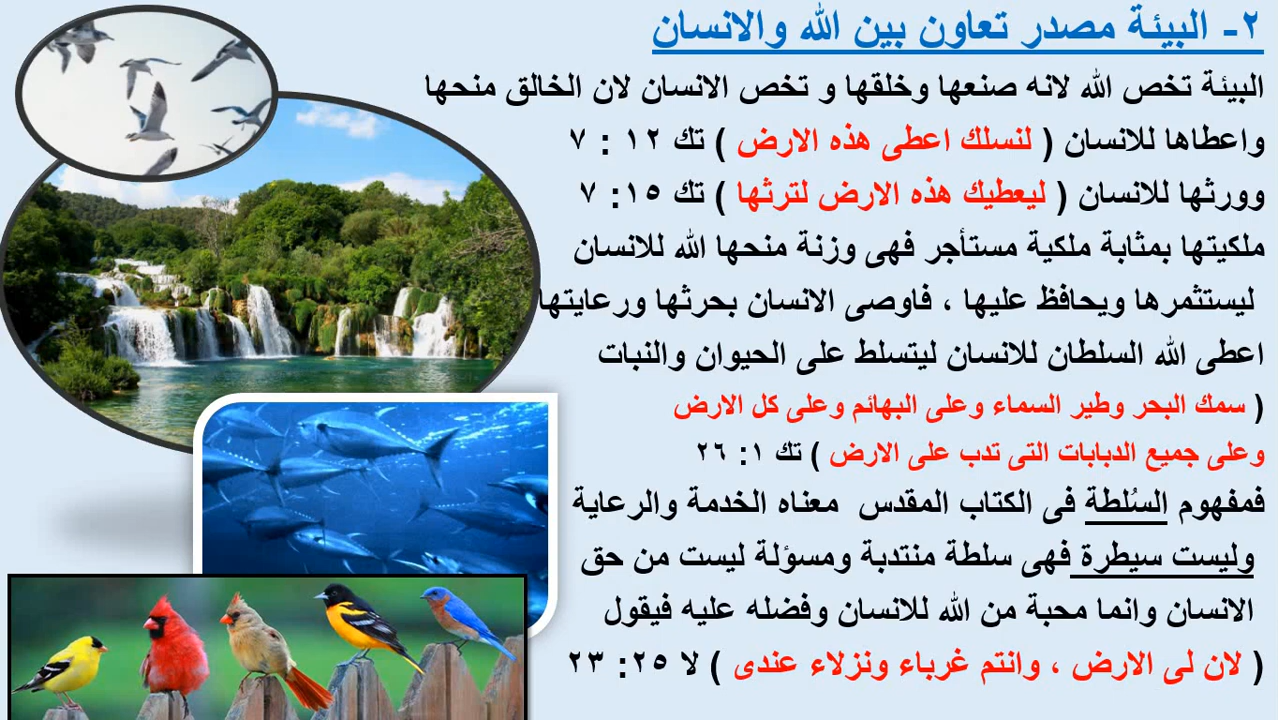 ٢- البيئة مصدر تعاون بين الله والانسان
البيئة تخص الله لانه صنعها وخلقها و تخص الانسان لان الخالق منحها
واعطاها للانسان ( لنسلك اعطى هذه الارض ) تك ١٢ : ٧
وورثها للانسان ( ليعطيك هذه الارض لترثها ) تك ١٥: ٧
ملكيتها بمثابة ملكية مستأجر فهى وزنة منحها الله للانسان
ليستثمرها ويحافظ عليها ، فاوصى الانسان بحرثها ورعايتها
اعطى الله السلطان للانسان ليتسلط على الحيوان والنبات
( سمك البحر وطير السماء وعلى البهائم وعلى كل الارض
وعلى جميع الدبابات التى تدب على الارض ) تك ١: ٢٦
فمفهوم السُلطة فى الكتاب المقدس معناه الخدمة والرعاية
وليست سيطرة فهى سلطة منتدبة ومسؤلة ليست من حق
الانسان وانما محبة من الله للانسان وفضله عليه فيقول
( لان لى الارض ، وانتم غرباء ونزلاء عندى ) لا ٢٥: ٢٣